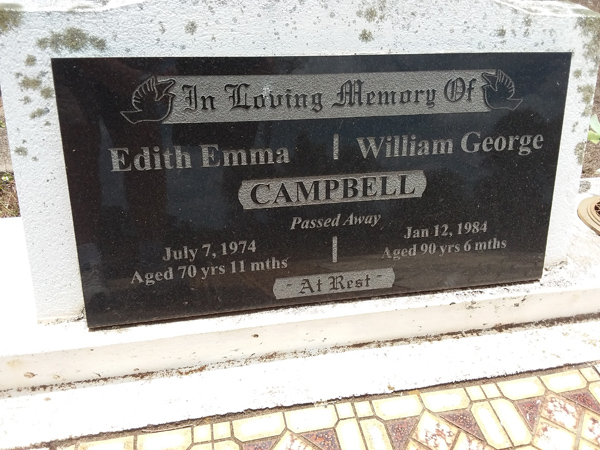 In Loving Memory Of
Edith Emma | William George
CAMPBELL
Passed Away
July 7, 1974 | Jan 12, 1984
Aged 70 yrs 11 mths Aged 90 yrs 6 mths
- At Rest -